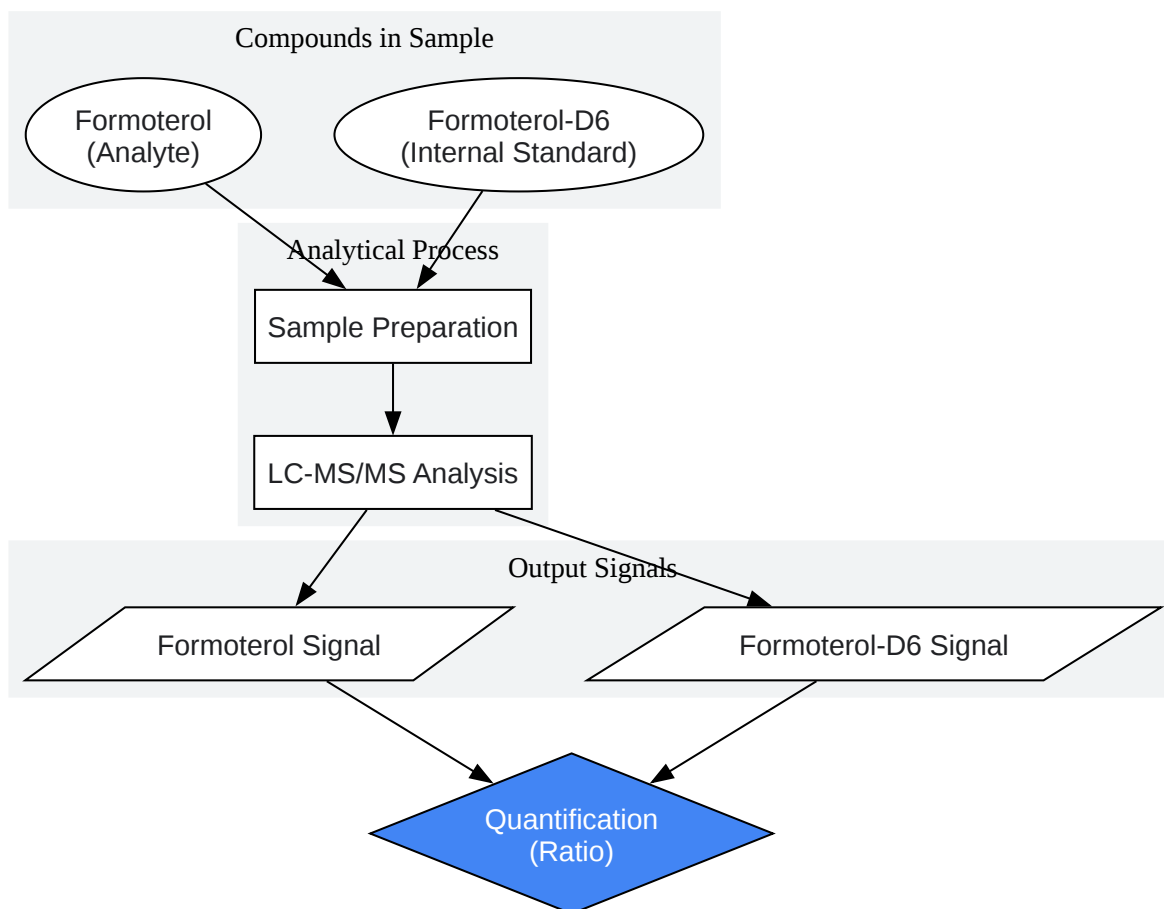 Compounds in Sample
Formoterol
(Analyte)
Formoterol-D6
(Internal Standard)
Analytical Process
Sample Preparation
LC-MS/MS Analysis
Output Signals
Formoterol Signal
Formoterol-D6 Signal
Quantification
(Ratio)